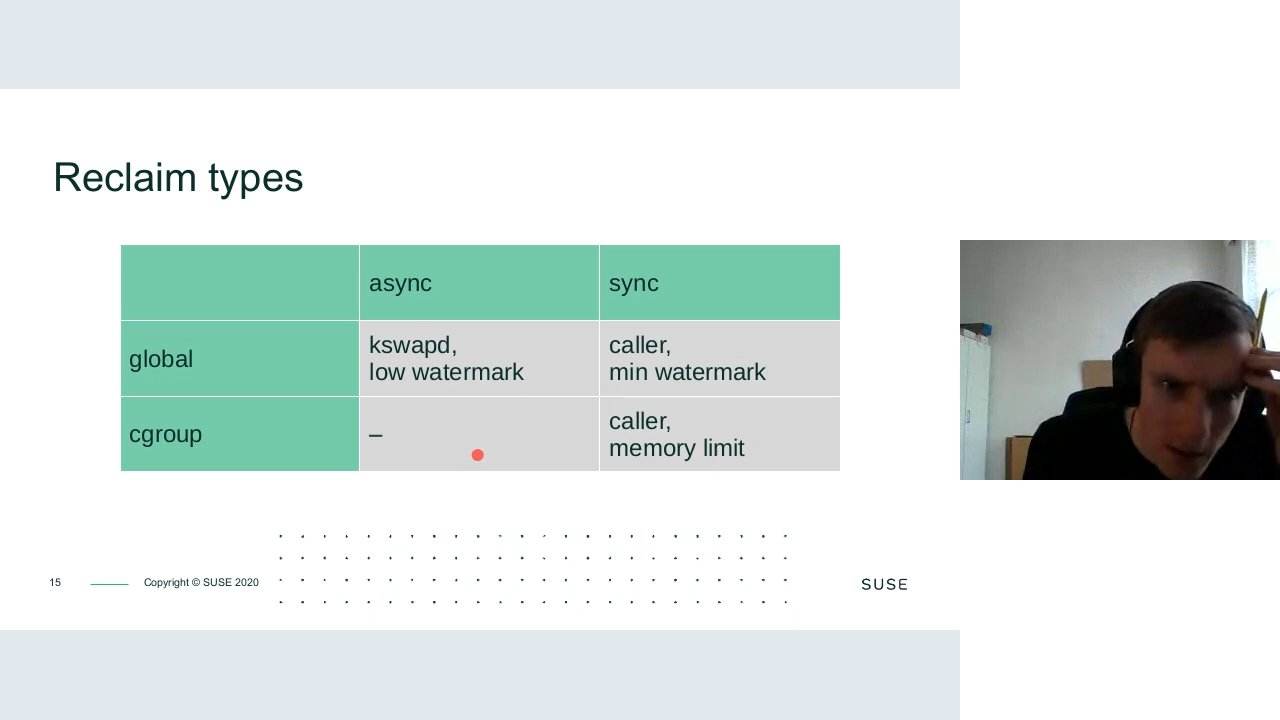 Reclaim types
async
sync
global
kswapd,
low watermark
caller,
min watermark
cgroup
–
caller,
memory limit
15
Copyright © SUSE 2020
SUSE